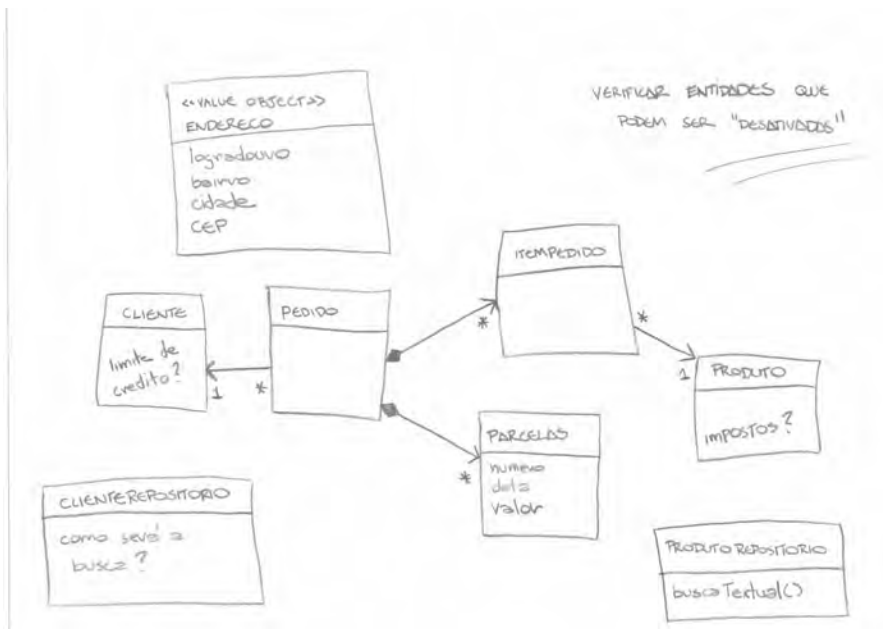 <<VALUE OBJECT>>
ENDERECO
logradouro
bairro
cidade
CEP
VERIFICAR ENTIDADES QUE
PODEM SER "DESATIVADAS"
ITEMPEDIDO
CLIENTE
limite de
credito?
PEDIDO
1
*
*
*
1
PRODUTO
IMPOSTOS?
PARCELAS
numero
data
valor
*
CLIENTEREPOSITORIO
como será a
busca?
PRODUTO REPOSITORIO
buscaTextual()